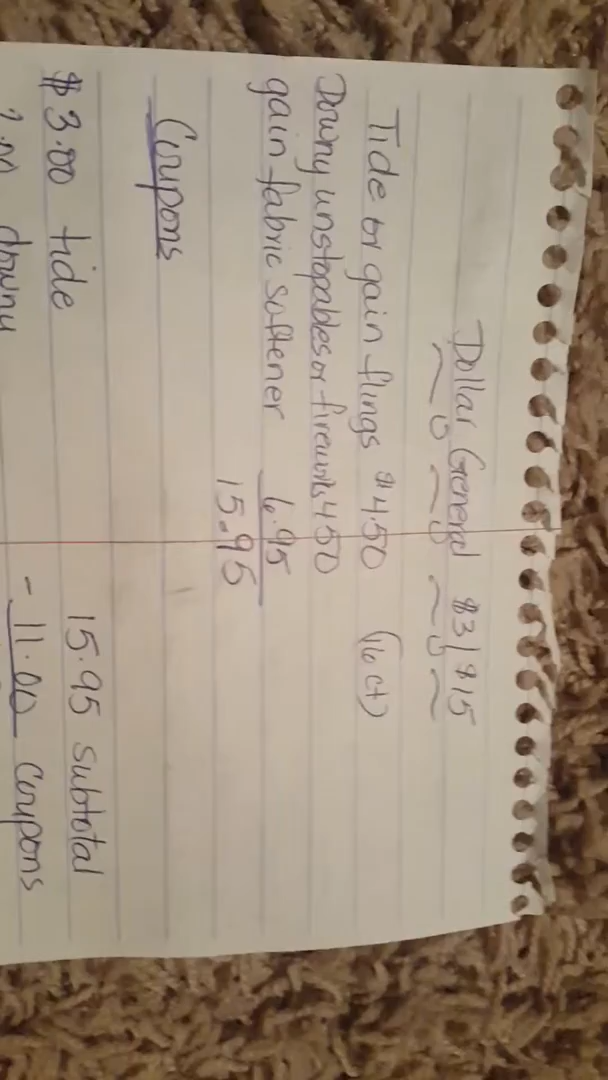 Dollar General $3/$15
Tide or gain flings $4.50 (16 ct)
Downy unstopables or fireworks 4.50
gain fabric softener 6.95
15.95
Coupons
$3.00 tide 15.95 subtotal
downy - 11.00 coupons